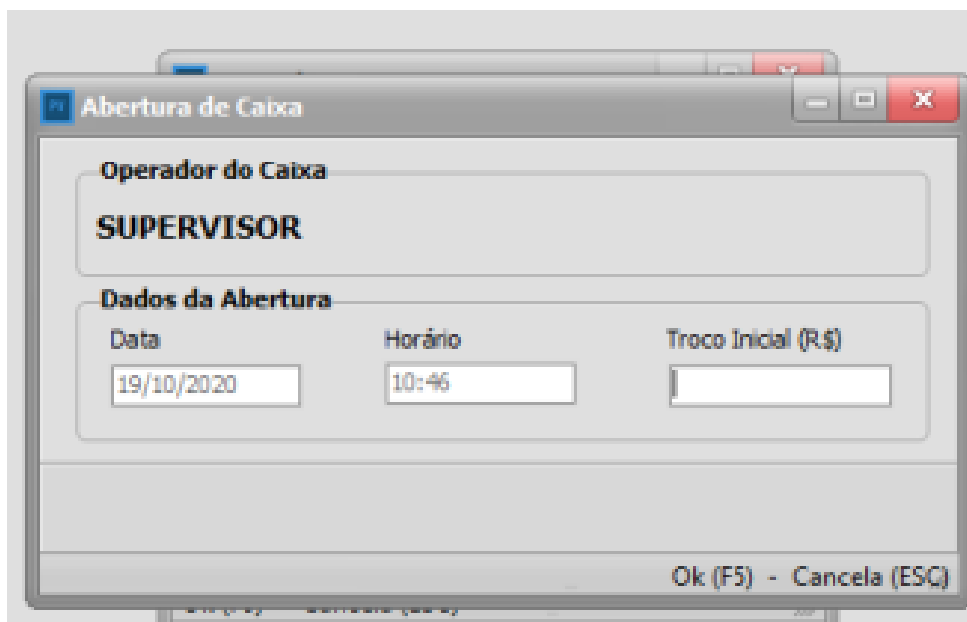 Abertura de Caixa
Operador do Caixa
SUPERVISOR
Dados da Abertura
Data Horário Troco Inicial (R$)
19/10/2020 10:46
Ok (F5) - Cancela (ESC)